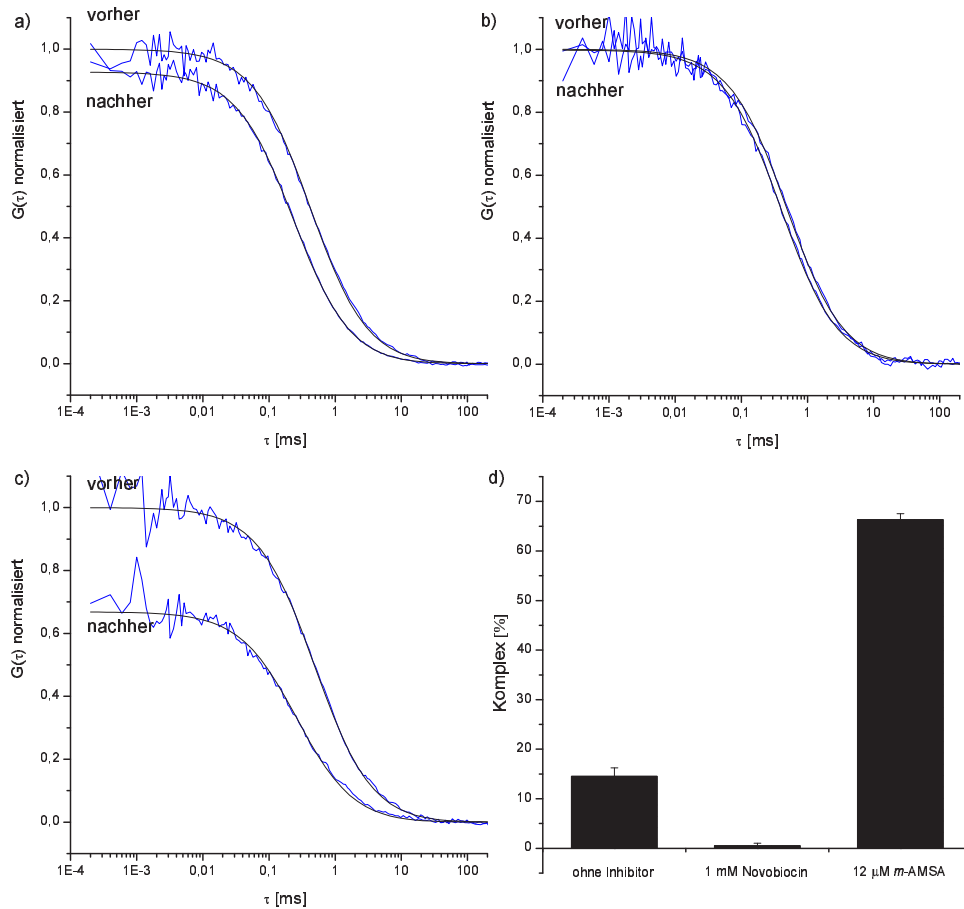 a)
vorher
nachher
1,0
0,8
0,6
0,4
0,2
0,0
G(τ) normalisiert
1E-4 1E-3 0,01 0,1 1 10 100
τ [ms]
b)
vorher
nachher
1,0
0,8
0,6
0,4
0,2
0,0
G(τ) normalisiert
1E-4 1E-3 0,01 0,1 1 10 100
τ [ms]
c)
vorher
nachher
1,0
0,8
0,6
0,4
0,2
0,0
G(τ) normalisiert
1E-4 1E-3 0,01 0,1 1 10 100
τ [ms]
d)
70
60
50
40
30
20
10
0
Komplex [%]
ohne Inhibitor 1 mM Novobiocin 12 µM m-AMSA